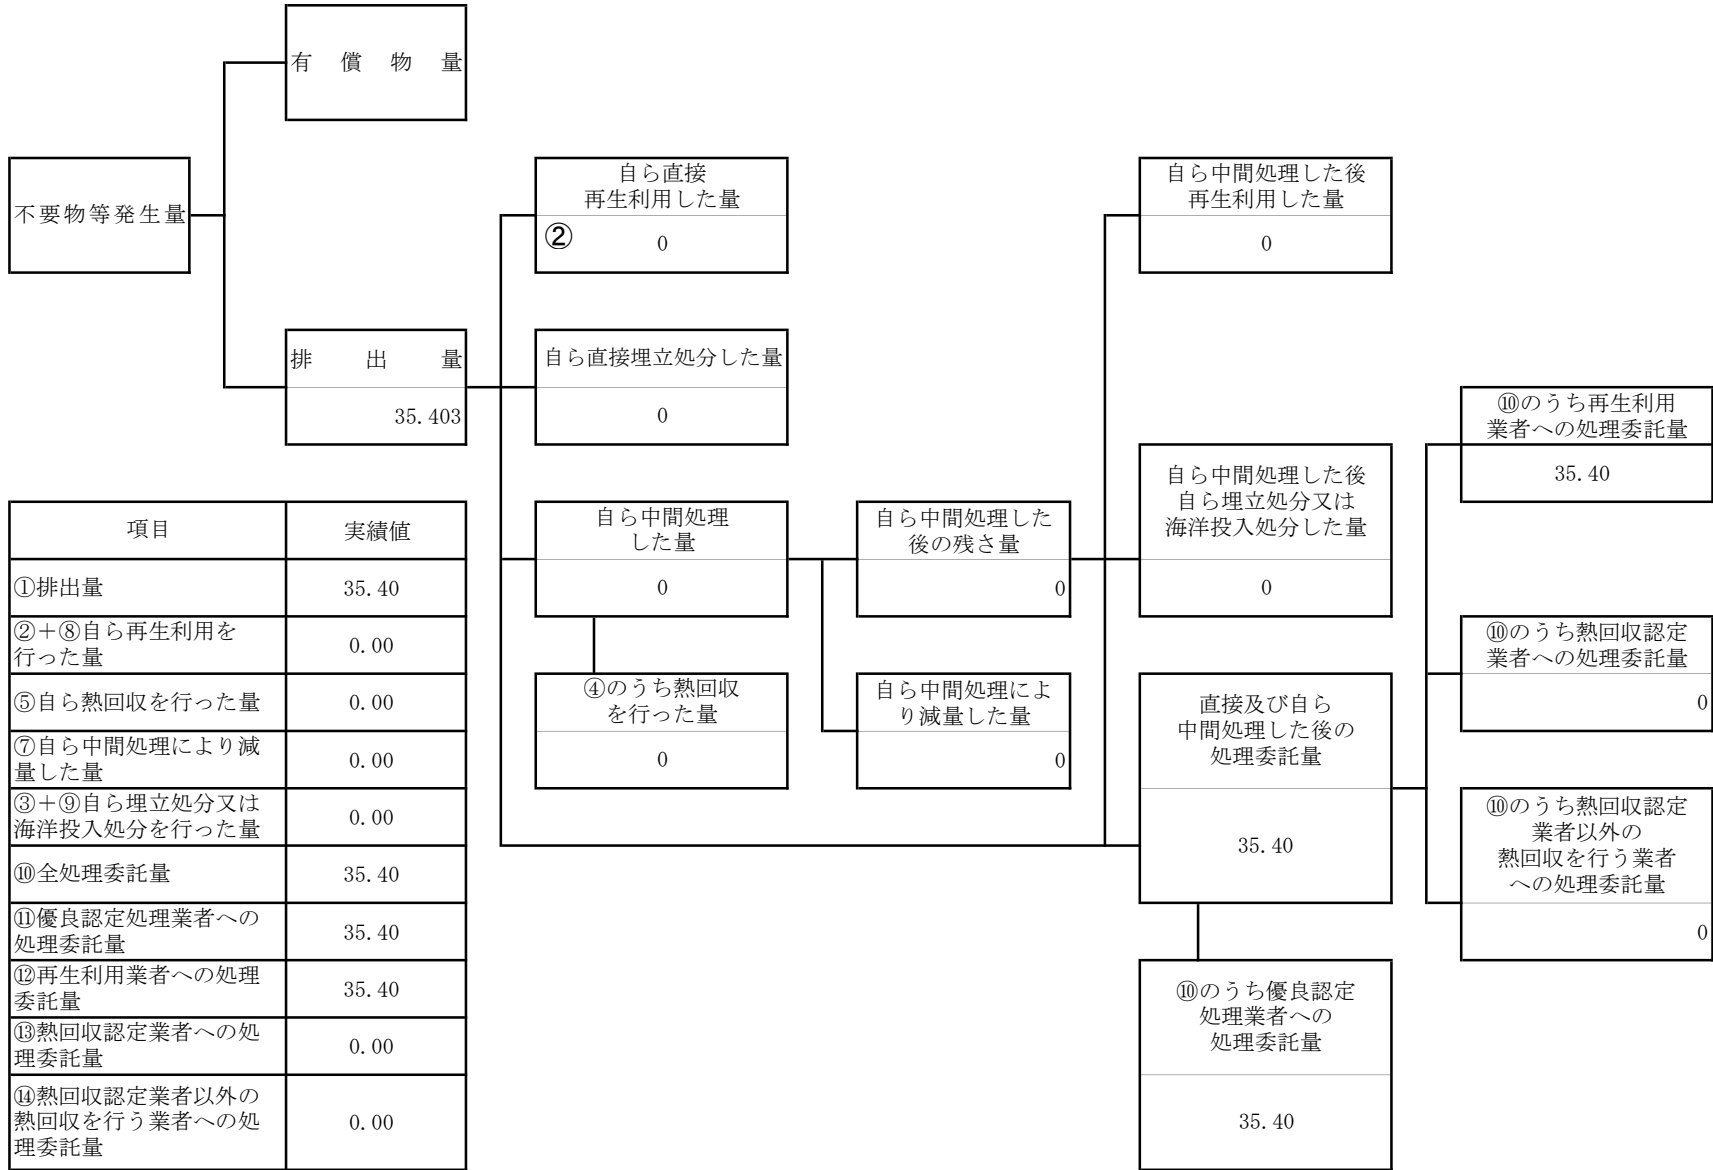 有償物量
不要物等発生量
排出量
35.403
自ら直接
再生利用した量
②
0
自ら直接埋立処分した量
0
自ら中間処理
した量
0
④のうち熱回収
を行った量
0
自ら中間処理した
後の残さ量
0
自ら中間処理によ
り減量した量
0
自ら中間処理した後
再生利用した量
0
自ら中間処理した後
自ら埋立処分又は
海洋投入処分した量
0
直接及び自ら
中間処理した後の
処理委託量
35.40
⑩のうち優良認定
処理業者への
処理委託量
35.40
⑩のうち再生利用
業者への処理委託量
35.40
⑩のうち熱回収認定
業者への処理委託量
0
⑩のうち熱回収認定
業者以外の
熱回収を行う業者
への処理委託量
0
項目 実績値
①排出量 35.40
②+⑧自ら再生利用を
行った量 0.00
⑤自ら熱回収を行った量 0.00
⑦自ら中間処理により減
量した量 0.00
③+⑨自ら埋立処分又は
海洋投入処分を行った量 0.00
⑩全処理委託量 35.40
⑪優良認定処理業者への
処理委託量 35.40
⑫再生利用業者への処理
委託量 35.40
⑬熱回収認定業者への処
理委託量 0.00
⑭熱回収認定業者以外の
熱回収を行う業者への処
理委託量 0.00